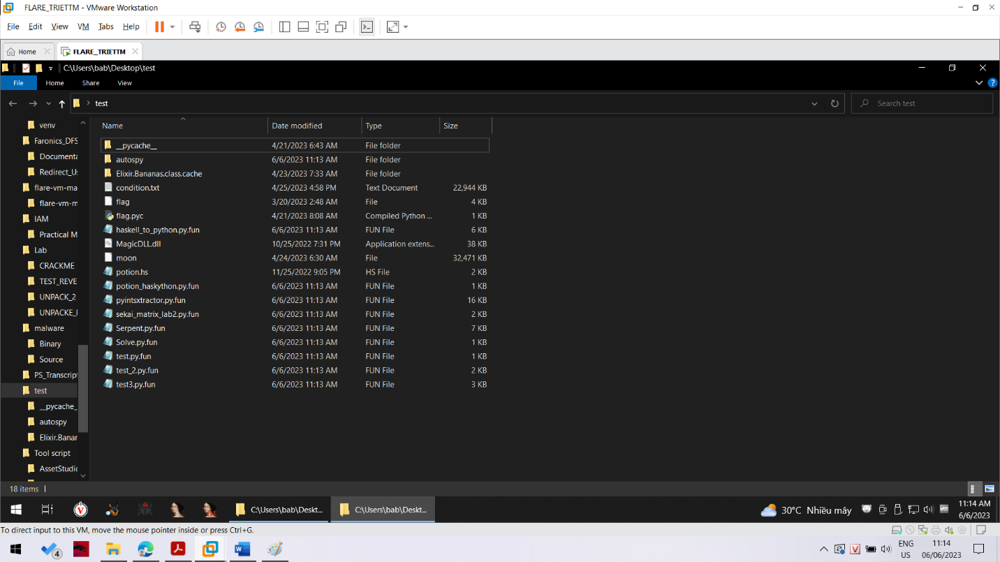 FLARE_TRIETTM - VMware Workstation
File Edit View VM Tabs Help
Home FLARE_TRIETTM
C:\Users\bab\Desktop\test
File Home Share View
test Search test
venv
Faronics_DFS
Documenta
Redirect_Us
flare-vm-ma
flare-vm-m
IAM
Practical M
Lab
CRACKME
TEST_REVE
UNPACK_2
UNPACKE_I
malware
Binary
Source
PS_Transcrip
test
__pycache_
autospy
Elixir.Banar
Tool script
AssetStudio
Name Date modified Type Size
__pycache__ 4/21/2023 6:43 AM File folder
autospy 6/6/2023 11:13 AM File folder
Elixir.Bananas.class.cache 4/23/2023 7:33 AM File folder
condition.txt 4/25/2023 4:58 PM Text Document 22,944 KB
flag 3/20/2023 2:48 AM File 4 KB
flag.pyc 4/21/2023 8:08 AM Compiled Python ... 1 KB
haskell_to_python.py.fun 6/6/2023 11:13 AM FUN File 6 KB
MagicDLL.dll 10/25/2022 7:31 PM Application extens... 38 KB
moon 4/24/2023 6:30 AM File 32,471 KB
potion.hs 11/25/2022 9:05 PM HS File 2 KB
potion_haskython.py.fun 6/6/2023 11:13 AM FUN File 1 KB
pyintsxtractor.py.fun 6/6/2023 11:13 AM FUN File 16 KB
sekai_matrix_lab2.py.fun 6/6/2023 11:13 AM FUN File 2 KB
Serpent.py.fun 6/6/2023 11:13 AM FUN File 7 KB
Solve.py.fun 6/6/2023 11:13 AM FUN File 1 KB
test.py.fun 6/6/2023 11:13 AM FUN File 1 KB
test_2.py.fun 6/6/2023 11:13 AM FUN File 2 KB
test3.py.fun 6/6/2023 11:13 AM FUN File 3 KB
18 items
C:\Users\bab\Deskt... C:\Users\bab\Deskt... 30°C Nhiều mây 11:14 AM
6/6/2023
To direct input to this VM, move the mouse pointer inside or press Ctrl+G.
4 ENG 11:14
US 06/06/2023